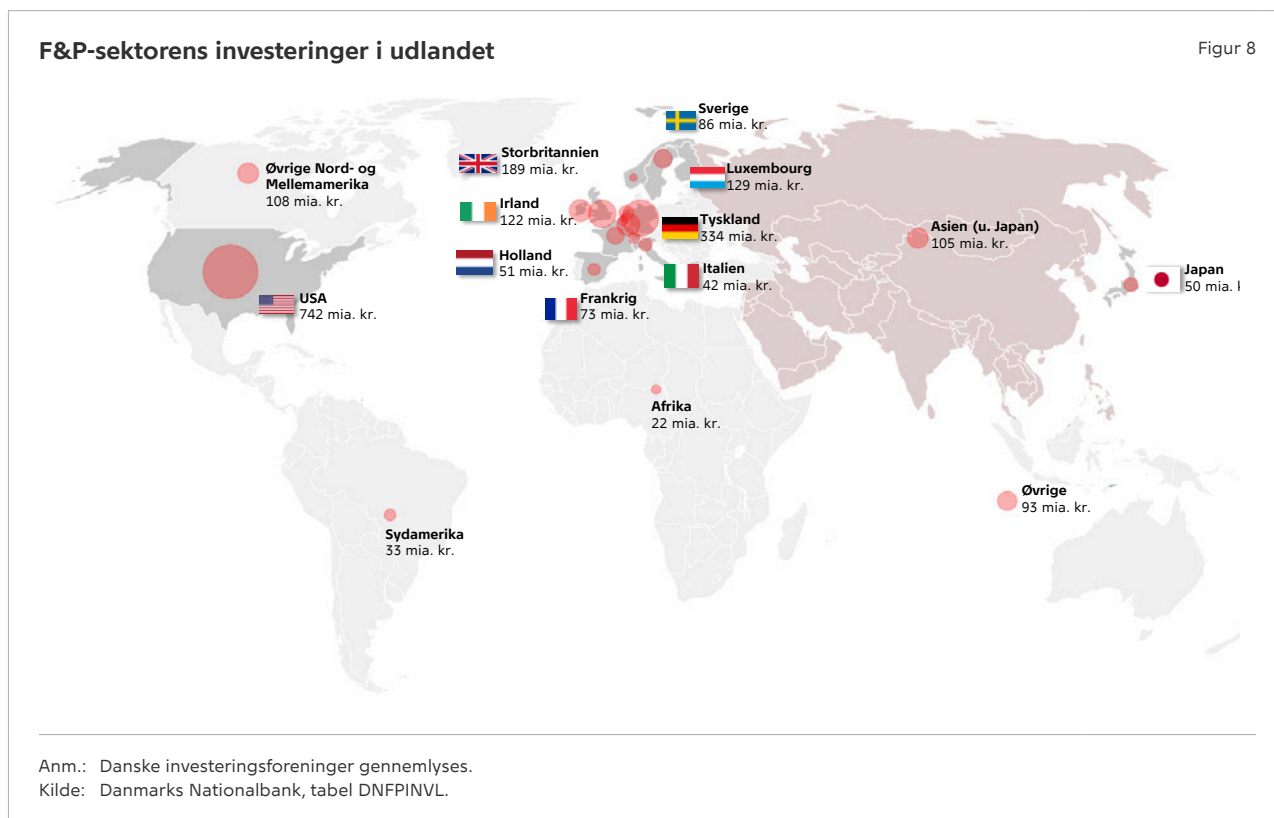 F&P-sektorens investeringer i udlandet
Figur 8
Sverige
86 mia. kr.
Storbritannien
189 mia. kr.
Luxembourg
129 mia. kr.
Øvrige Nord- og
Mellemamerika
108 mia. kr.
Irland
122 mia. kr.
Tyskland
334 mia. kr.
Asien (u. Japan)
105 mia. kr.
Holland
51 mia. kr.
Italien
42 mia. kr.
Japan
50 mia.
USA
742 mia. kr.
Frankrig
73 mia. kr.
Afrika
22 mia. kr.
Øvrige
93 mia. kr.
Sydamerika
33 mia. kr.
Anm.: Danske investeringsforeninger gennemlyses.
Kilde: Danmarks Nationalbank, tabel DNFPINVL.